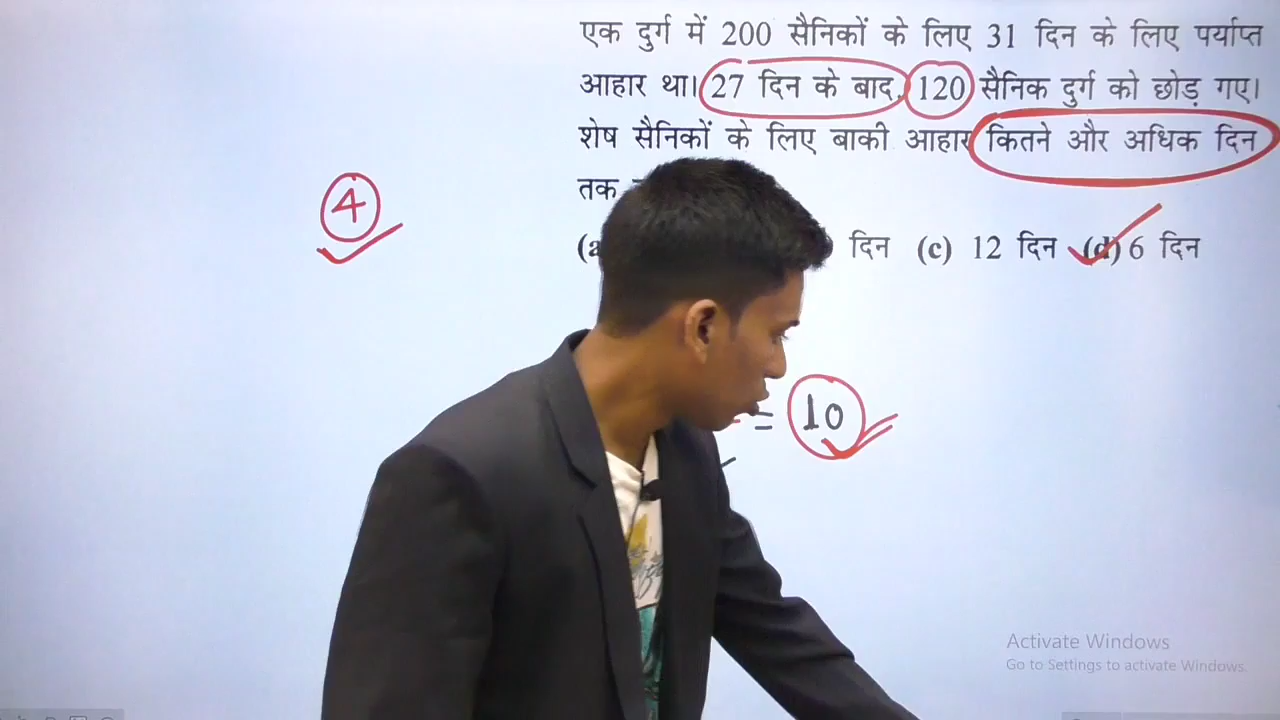 एक दुर्ग में 200 सैनिकों के लिए 31 दिन के लिए पर्याप्त
आहार था। 27 दिन के बाद, 120 सैनिक दुर्ग को छोड़ गए।
शेष सैनिकों के लिए बाकी आहार कितने और अधिक दिन
तक
4
(a दिन (c) 12 दिन (d) 6 दिन
= 10
Activate Windows
Go to Settings to activate Windows.